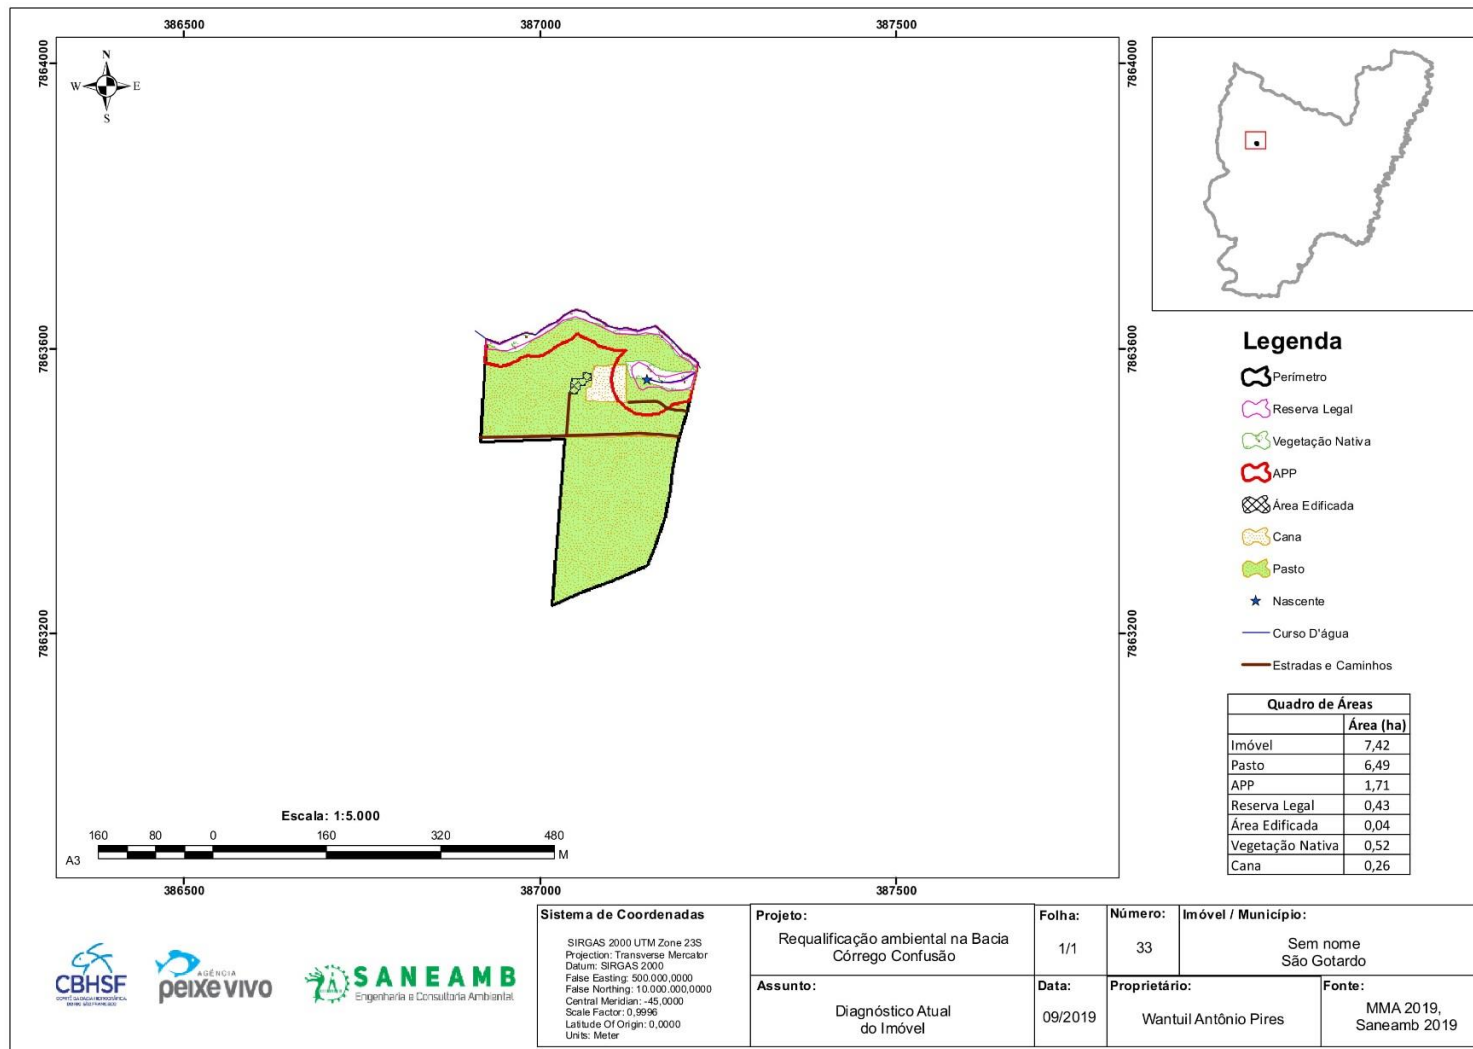 386500 387000 387500
7864000
7864000
N
W E
S
7863600
7863600
7863200
7863200
Escala: 1:5.000
160 80 0 160 320 480
M
A3
386500 387000 387500
Legenda
Perímetro
Reserva Legal
Vegetação Nativa
APP
Área Edificada
Cana
Pasto
Nascente
Curso D'água
Estradas e Caminhos
Quadro de Áreas
Área (ha)
Imóvel 7,42
Pasto 6,49
APP 1,71
Reserva Legal 0,43
Área Edificada 0,04
Vegetação Nativa 0,52
Cana 0,26
CBHSF
AGÊNCIA
peixe vivo
SANEAMB
Engenharia e Consultoria Ambiental
Sistema de Coordenadas
SIRGAS 2000 UTM Zone 23S
Projection: Transverse Mercator
Datum: SIRGAS 2000
False Easting: 500.000,0000
False Northing: 10.000.000,0000
Central Meridian: -45,0000
Scale Factor: 0,9996
Latitude Of Origin: 0,0000
Units: Meter
Projeto:
Requalificação ambiental na Bacia
Córrego Confusão
Folha:
1/1
Número:
33
Imóvel / Município:
Sem nome
São Gotardo
Assunto:
Diagnóstico Atual
do Imóvel
Data:
09/2019
Proprietário:
Wantuil Antônio Pires
Fonte:
MMA 2019,
Saneamb 2019